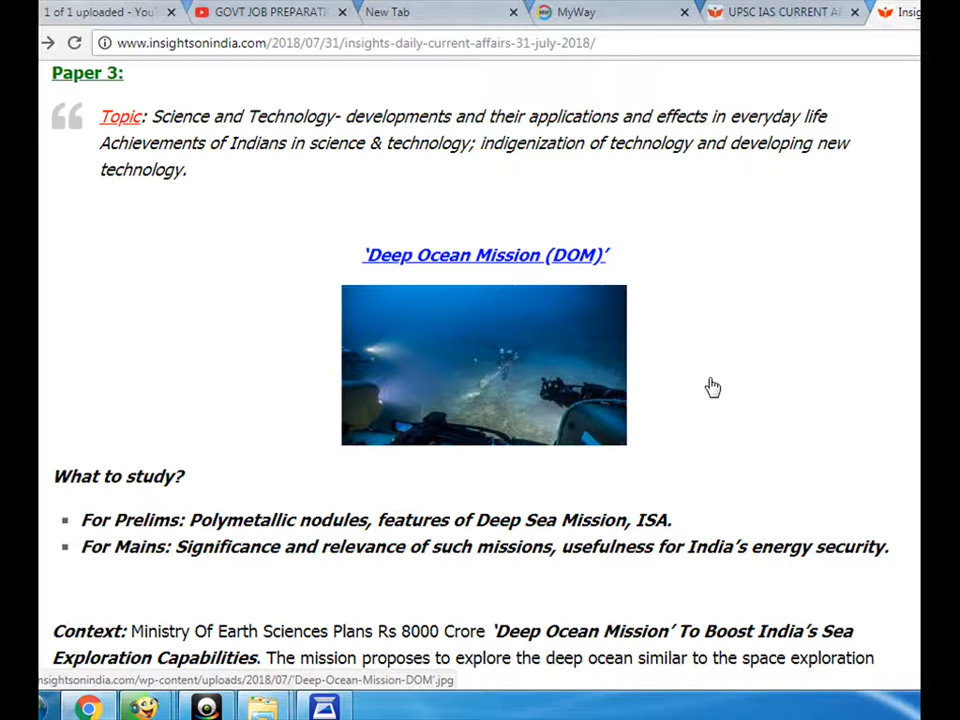 1 of 1 uploaded - You
GOVT JOB PREPARATI
New Tab
MyWay
UPSC IAS CURRENT A
Insig
www.insightsonindia.com/2018/07/31/insights-daily-current-affairs-31-july-2018/
Paper 3:
Topic: Science and Technology- developments and their applications and effects in everyday life
Achievements of Indians in science & technology; indigenization of technology and developing new
technology.
‘Deep Ocean Mission (DOM)’
What to study?
For Prelims: Polymetallic nodules, features of Deep Sea Mission, ISA.
For Mains: Significance and relevance of such missions, usefulness for India’s energy security.
Context: Ministry Of Earth Sciences Plans Rs 8000 Crore ‘Deep Ocean Mission’ To Boost India’s Sea
Exploration Capabilities. The mission proposes to explore the deep ocean similar to the space exploration
nsightsonindia.com/wp-content/uploads/2018/07/‘Deep-Ocean-Mission-DOM’.jpg